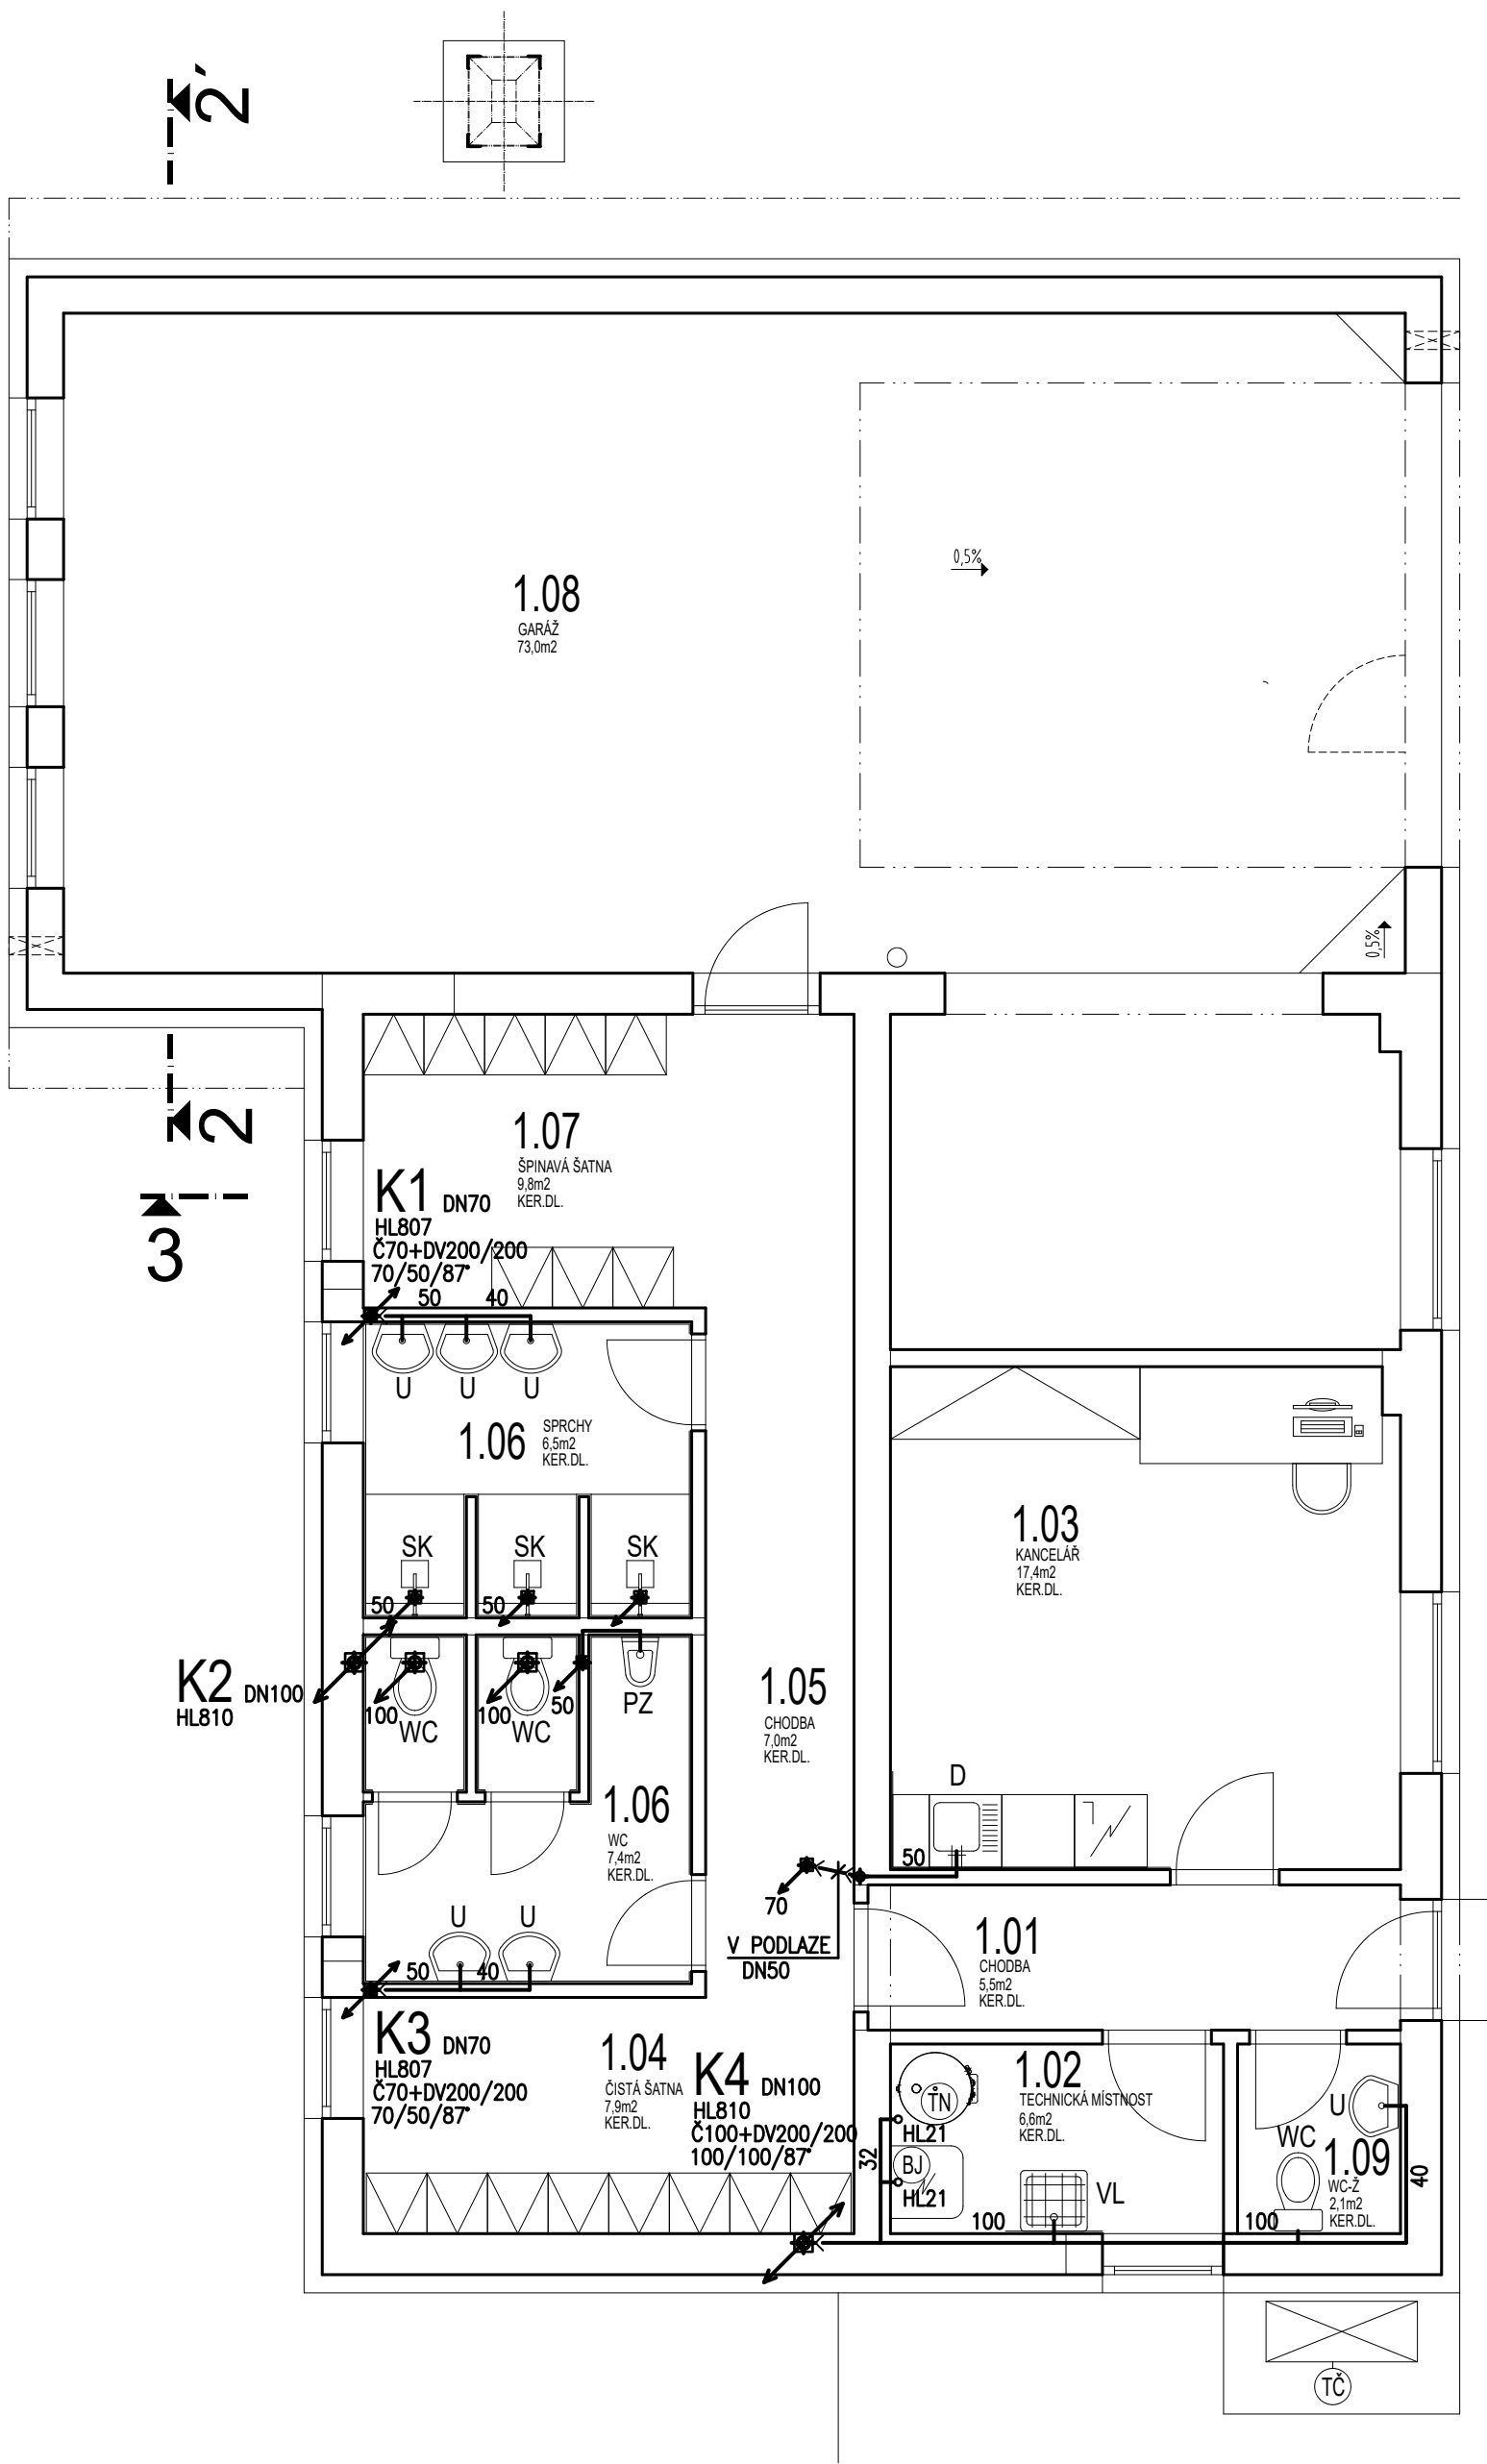 2´
1.08
GARÁŽ
73,0m2
0,5%
0,5%
2
3
1.07
ŠPINAVÁ ŠATNA
9,8m2
KER.DL.
K1 DN70
HL807
Č70+DV200/200
70/50/87°
50 40
U U U
1.06
SPRCHY
6,5m2
KER.DL.
SK SK SK
50 50
K2 DN100
HL810
100 100 50
WC WC PZ
1.06
WC
7,4m2
KER.DL.
1.05
CHODBA
7,0m2
KER.DL.
1.03
KANCELÁŘ
17,4m2
KER.DL.
D
50
70
V PODLAZE
DN50
U U
50 40
1.01
CHODBA
5,5m2
KER.DL.
K3 DN70
HL807
Č70+DV200/200
70/50/87°
1.04
ČISTÁ ŠATNA
7,9m2
KER.DL.
K4 DN100
HL810
Č100+DV200/200
100/100/87°
1.02
TECHNICKÁ MÍSTNOST
6,6m2
KER.DL.
TN
HL21
BJ
HL21
32
VL
100
U
WC
1.09
WC-Ž
2,1m2
KER.DL.
100
40
TČ